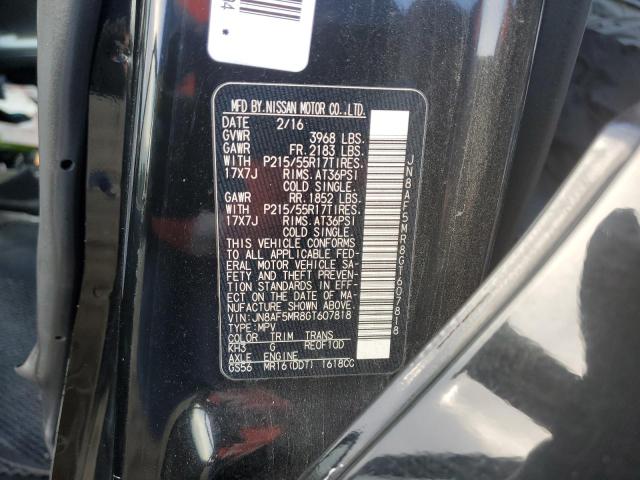 MFD BY.NISSAN MOTOR CO.,LTD.
DATE 2/16
GVWR 3968 LBS.
GAWR FR. 2183 LBS.
WITH P215/55R17TIRES.
17X7J RIMS.AT36PSI
COLD SINGLE.
GAWR RR. 1852 LBS.
WITH P215/55R17TIRES.
17X7J RIMS.AT36PSI
COLD SINGLE.
THIS VEHICLE CONFORMS
TO ALL APPLICABLE FED-
ERAL MOTOR VEHICLE SA-
FETY AND THEFT PREVEN-
TION STANDARDS IN EFF-
ECT ON THE DATE OF MA-
NUFACTURE SHOWN ABOVE.
VIN:JN8AF5MR8GT607818
TYPE:MPV
COLOR TRIM TRANS
KH3 G RE0F10D
AXLE ENGINE
GS56 MR16(DDT) 1618CC
JN8AF5MR8GT607818